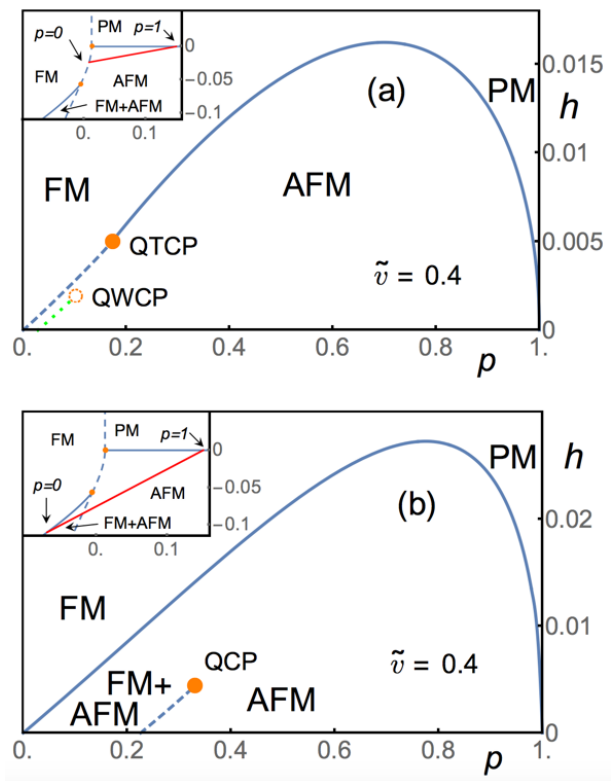 p=0
PM
p=1
0
FM
AFM
−0.05
FM+AFM
−0.1
0.
0.1
0.015
(a)
PM
h
0.01
FM
AFM
QTCP
0.005
ṽ = 0.4
QWCP
0
0.
0.2
0.4
0.6
0.8
1.
p
FM
PM
p=1
0
p=0
AFM
−0.05
FM+AFM
−0.1
0.
0.1
PM
h
(b)
0.02
FM
0.01
QCP
ṽ = 0.4
FM+
AFM
AFM
0
0.
0.2
0.4
0.6
0.8
1.
p